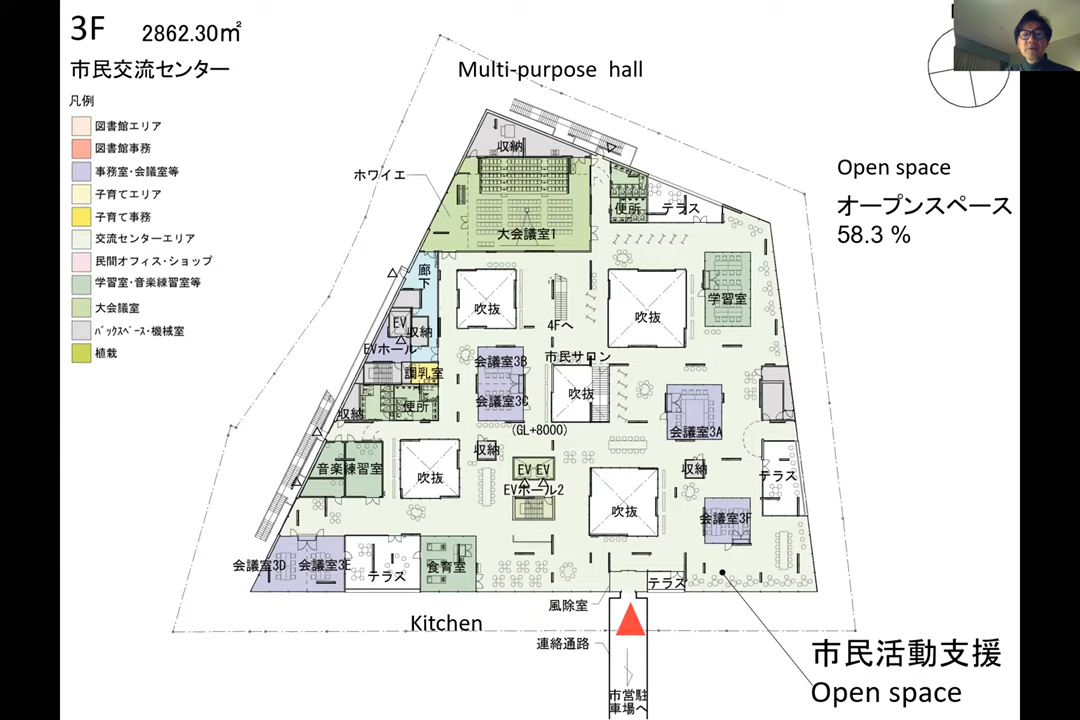 3F 2862.30㎡
市民交流センター
凡例
図書館エリア
図書館事務
事務室・会議室等
子育てエリア
子育て事務
交流センターエリア
民間オフィス・ショップ
学習室・音楽練習室等
大会議室
ﾊﾞｯｸｽﾍﾟｰｽ・機械室
植栽
Multi-purpose hall
Open space
オープンスペース
58.3 %
収納
ホワイエ
大会議室1
便所
テラス
廊下
吹抜
4Fへ
吹抜
学習室
EV
収納
EVホール
調乳室
会議室3B
会議室3C
市民サロン
吹抜
(GL+8000)
収納
便所
会議室3A
音楽練習室
吹抜
収納
EV EV
EVホール2
吹抜
収納
テラス
会議室3F
会議室3D
会議室3E
テラス
食育室
テラス
風除室
Kitchen
連絡通路
市営駐
車場へ
市民活動支援
Open space